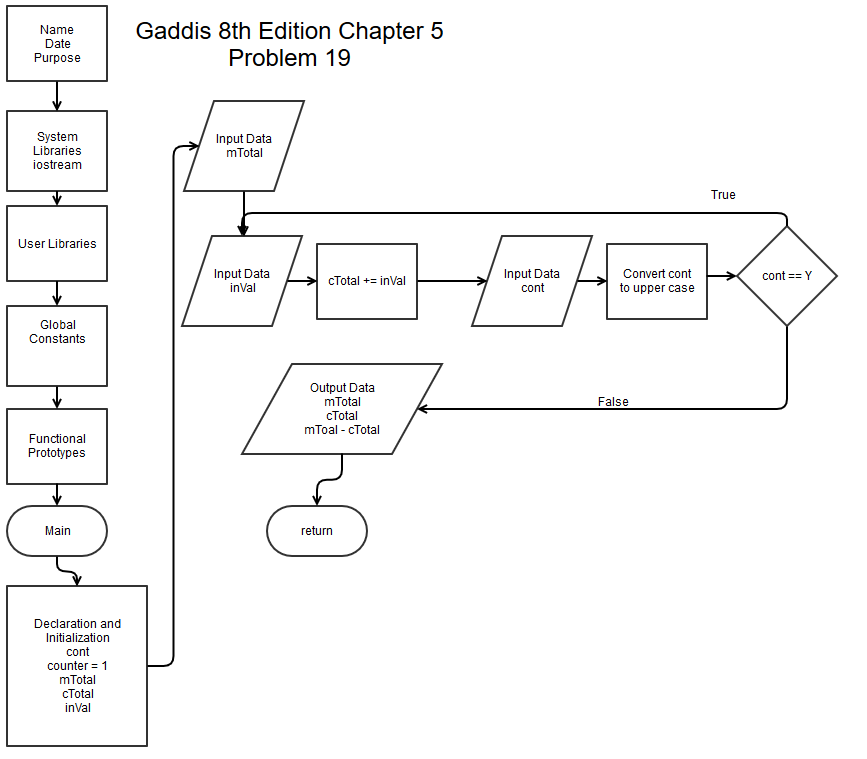 Gaddis 8th Edition Chapter 5
Problem 19
Name
Date
Purpose
System
Libraries
iostream
User Libraries
Global
Constants
Functional
Prototypes
Main
Declaration and
Initialization
cont
counter = 1
mTotal
cTotal
inVal
Input Data
mTotal
Input Data
inVal
cTotal += inVal
Input Data
cont
Convert cont
to upper case
cont == Y
True
False
Output Data
mTotal
cTotal
mToal - cTotal
return